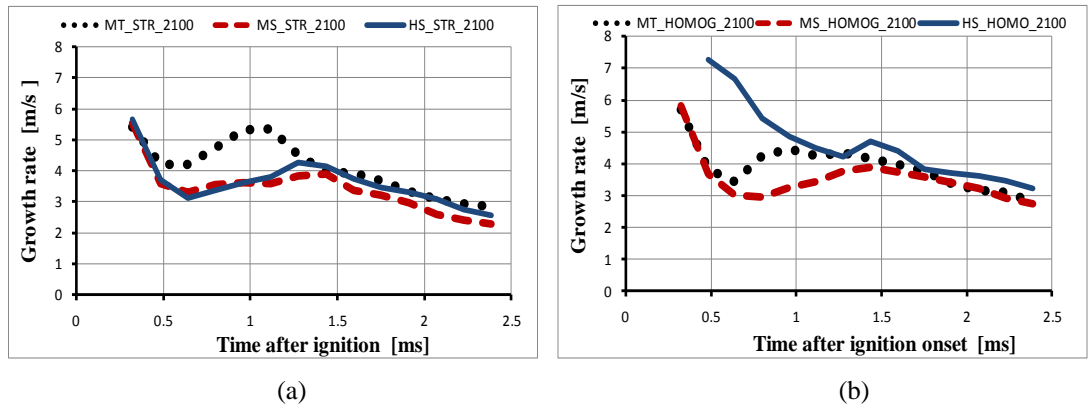 MT_STR_2100 MS_STR_2100 HS_STR_2100
8
7
6
5
4
3
2
1
0
Growth rate [m/s ]
0 0.5 1 1.5 2 2.5
Time after ignition [ms]
(a)
MT_HOMOG_2100 MS_HOMOG_2100 HS_HOMO_2100
8
7
6
5
4
3
2
1
0
Growth rate [m/s]
0 0.5 1 1.5 2 2.5
Time after ignition onset [ms]
(b)